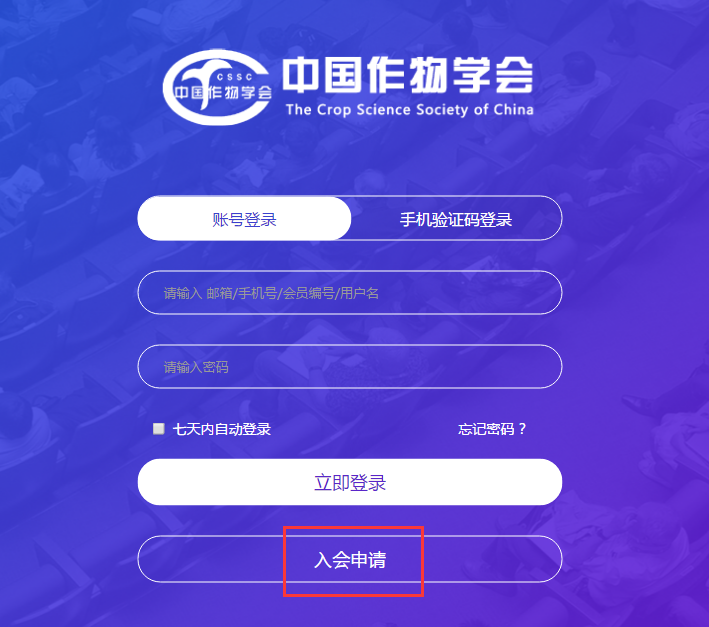 CSSC
中国作物学会
中国作物学会
The Crop Science Society of China
账号登录 手机验证码登录
请输入 邮箱/手机号/会员编号/用户名
请输入密码
七天内自动登录 忘记密码？
立即登录
入会申请